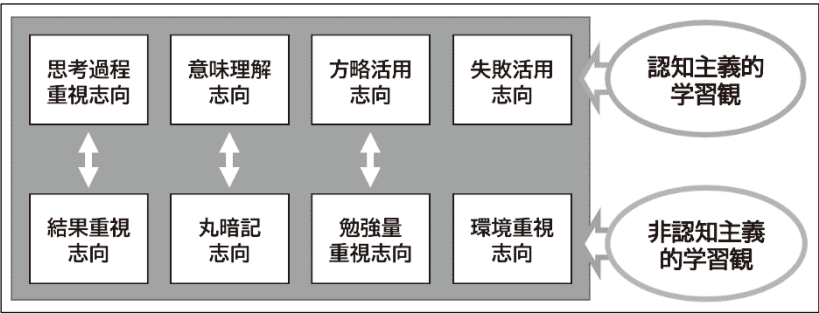 思考過程
重視志向
意味理解
志向
方略活用
志向
失敗活用
志向
認知主義的
学習観
結果重視
志向
丸暗記
志向
勉強量
重視志向
環境重視
志向
非認知主義
的学習観